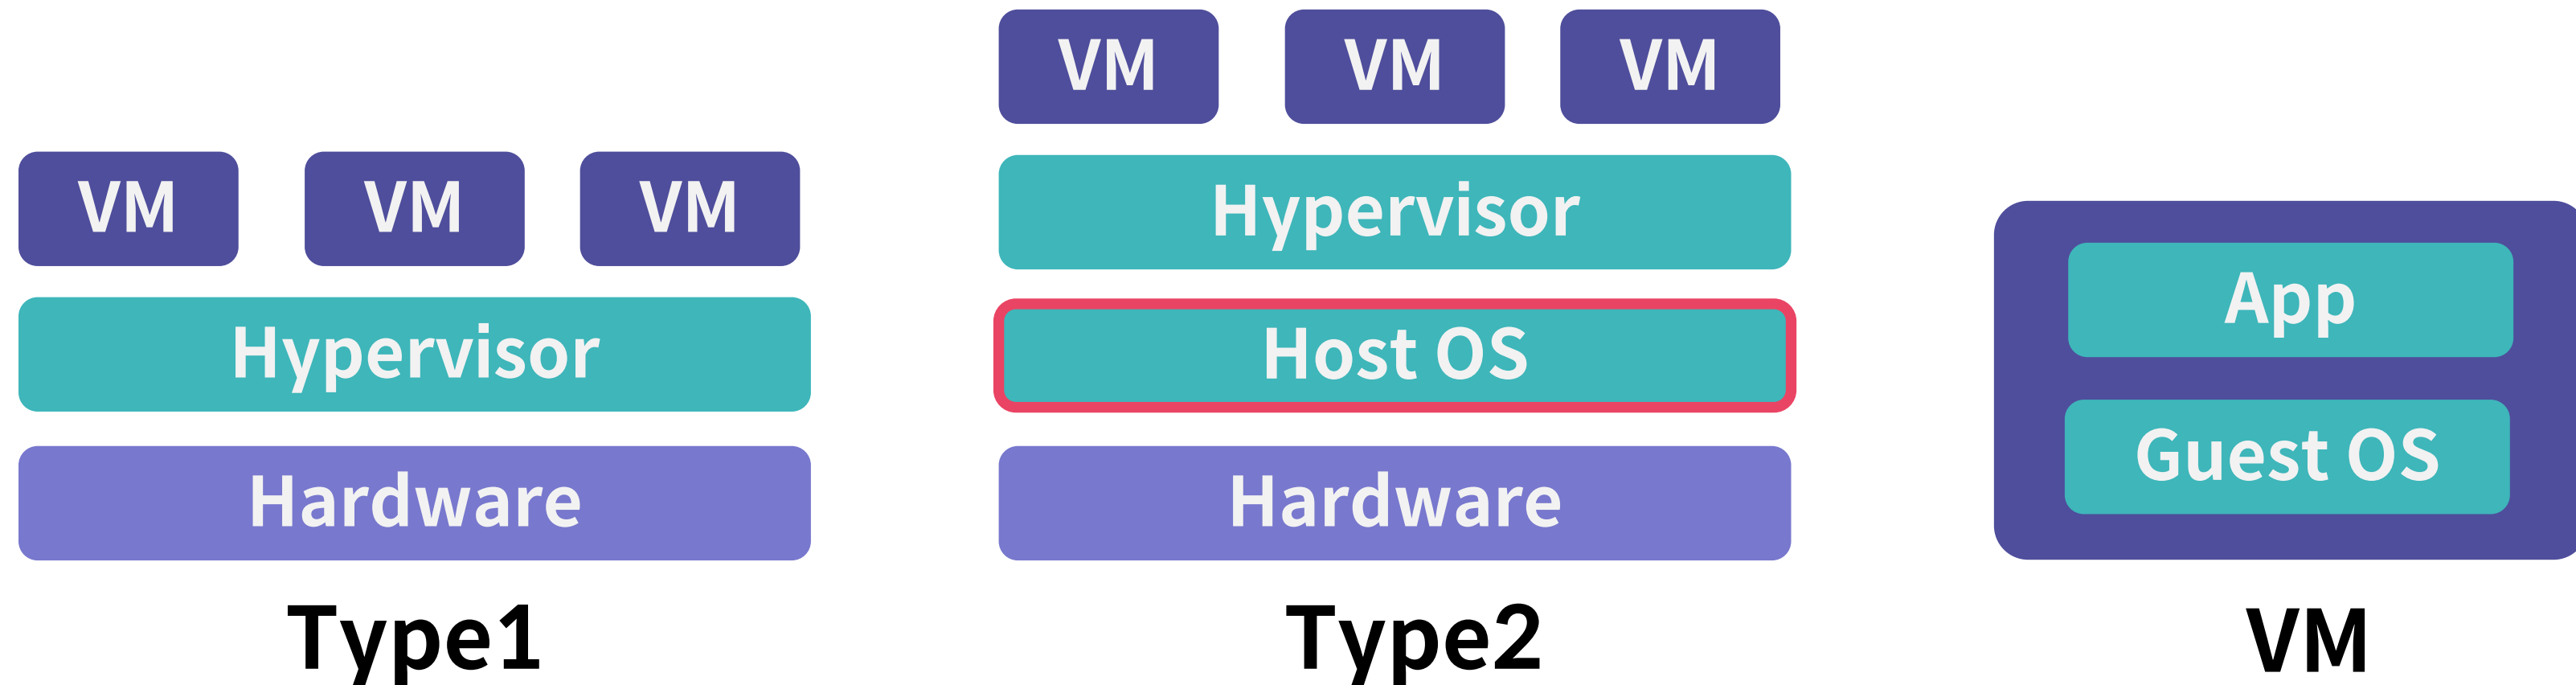 VM VM VM
Hypervisor
Hardware
Type1
VM VM VM
Hypervisor
Host OS
Hardware
Type2
App
Guest OS
VM